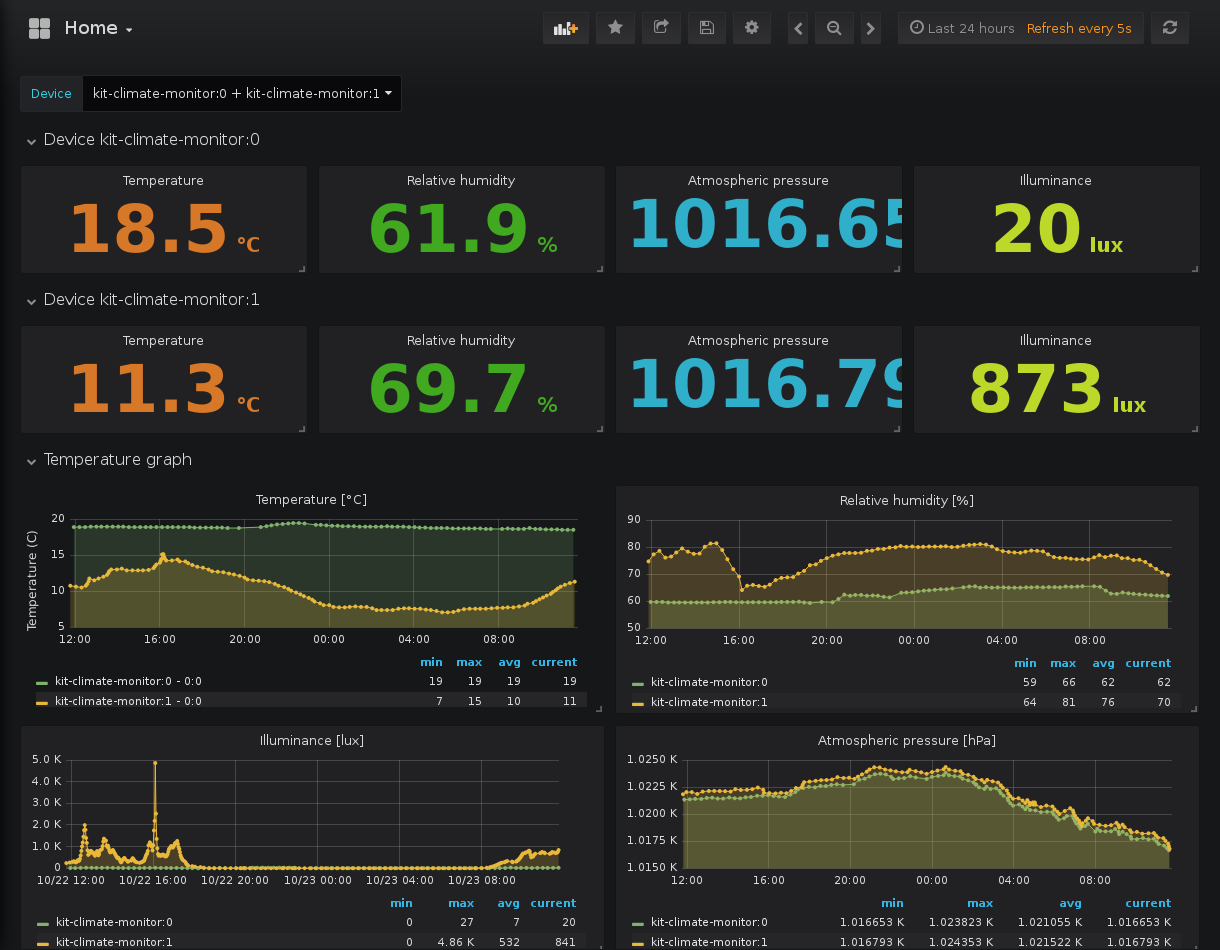 Home
Last 24 hours Refresh every 5s
Device kit-climate-monitor:0 + kit-climate-monitor:1
Device kit-climate-monitor:0
Temperature Relative humidity Atmospheric pressure Illuminance
18.5 °C 61.9 % 1016.65 20 lux
Device kit-climate-monitor:1
Temperature Relative humidity Atmospheric pressure Illuminance
11.3 °C 69.7 % 1016.79 873 lux
Temperature graph
Temperature [°C]
Temperature (C)
20
15
10
5
12:00 16:00 20:00 00:00 04:00 08:00
min max avg current
kit-climate-monitor:0 - 0:0 19 19 19 19
kit-climate-monitor:1 - 0:0 7 15 10 11
Relative humidity [%]
90
80
70
60
50
12:00 16:00 20:00 00:00 04:00 08:00
min max avg current
kit-climate-monitor:0 59 66 62 62
kit-climate-monitor:1 64 81 76 70
Illuminance [lux]
5.0 K
4.0 K
3.0 K
2.0 K
1.0 K
0
10/22 12:00 10/22 16:00 10/22 20:00 10/23 00:00 10/23 04:00 10/23 08:00
min max avg current
kit-climate-monitor:0 0 27 7 20
kit-climate-monitor:1 0 4.86 K 532 841
Atmospheric pressure [hPa]
1.0250 K
1.0225 K
1.0200 K
1.0175 K
1.0150 K
12:00 16:00 20:00 00:00 04:00 08:00
min max avg current
kit-climate-monitor:0 1.016653 K 1.023823 K 1.021055 K 1.016653 K
kit-climate-monitor:1 1.016793 K 1.024353 K 1.021522 K 1.016793 K